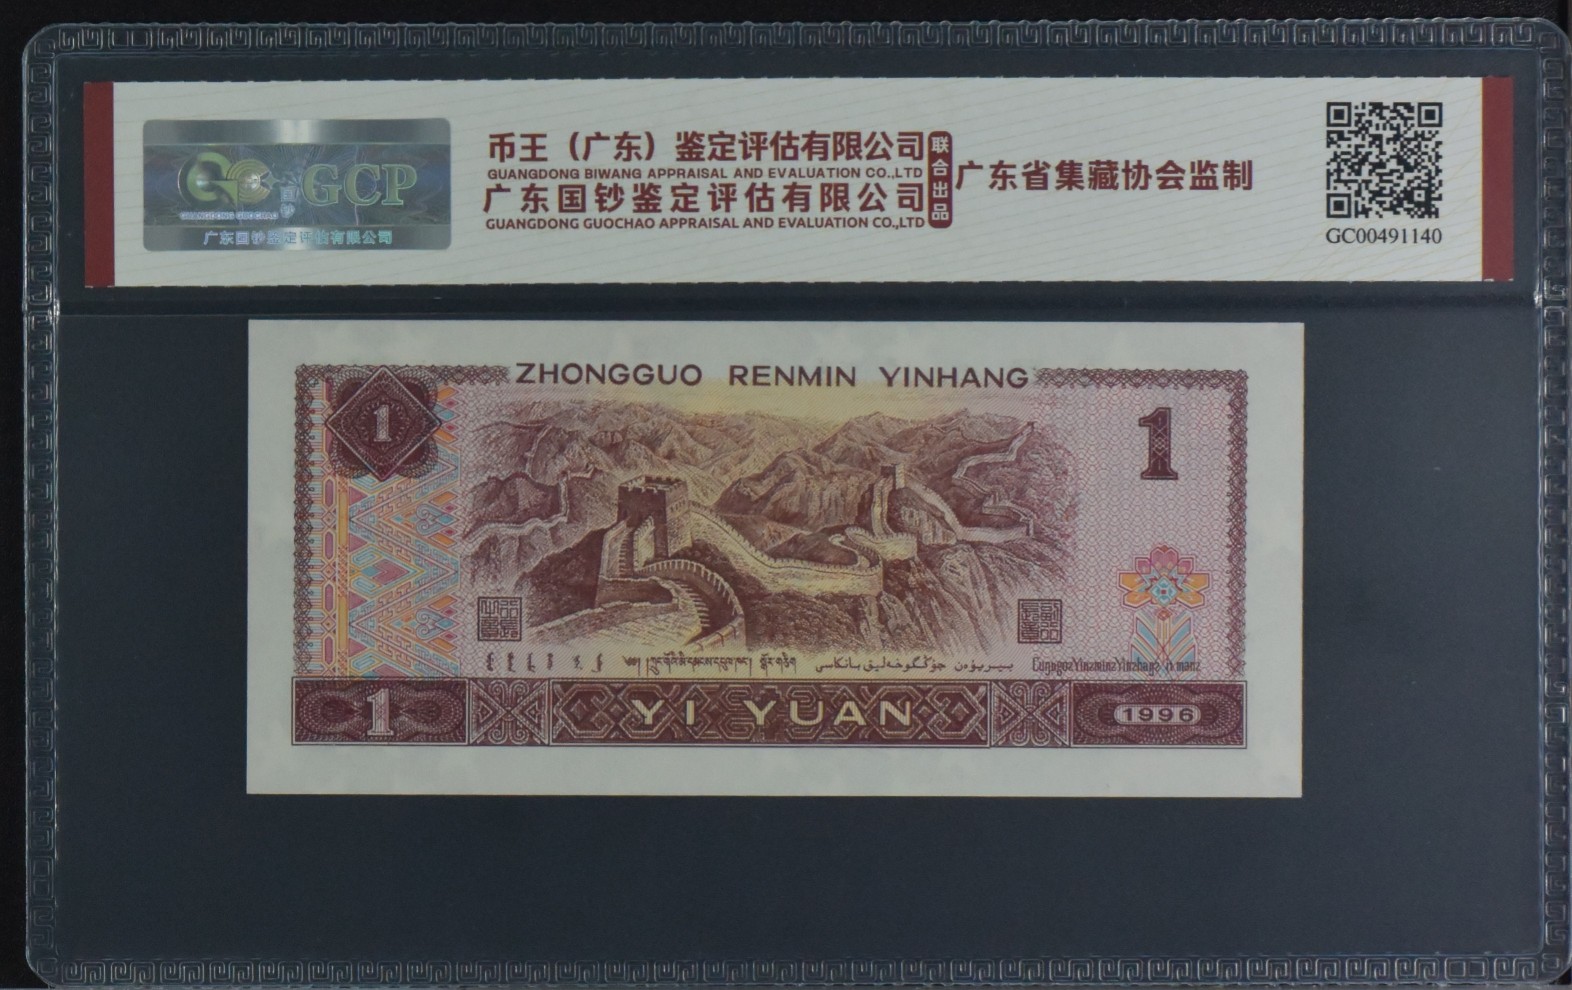 GCP
GUANGDONG GUOCHAO
广东国钞鉴定评估有限公司
币王（广东）鉴定评估有限公司
GUANGDONG BIWANG APPRAISAL AND EVALUATION CO.,LTD
广东国钞鉴定评估有限公司
GUANGDONG GUOCHAO APPRAISAL AND EVALUATION CO.,LTD
联合出品
广东省集藏协会监制
GC00491140
ZHONGGUO RENMIN YINHANG
1
1
1 YI YUAN 1996